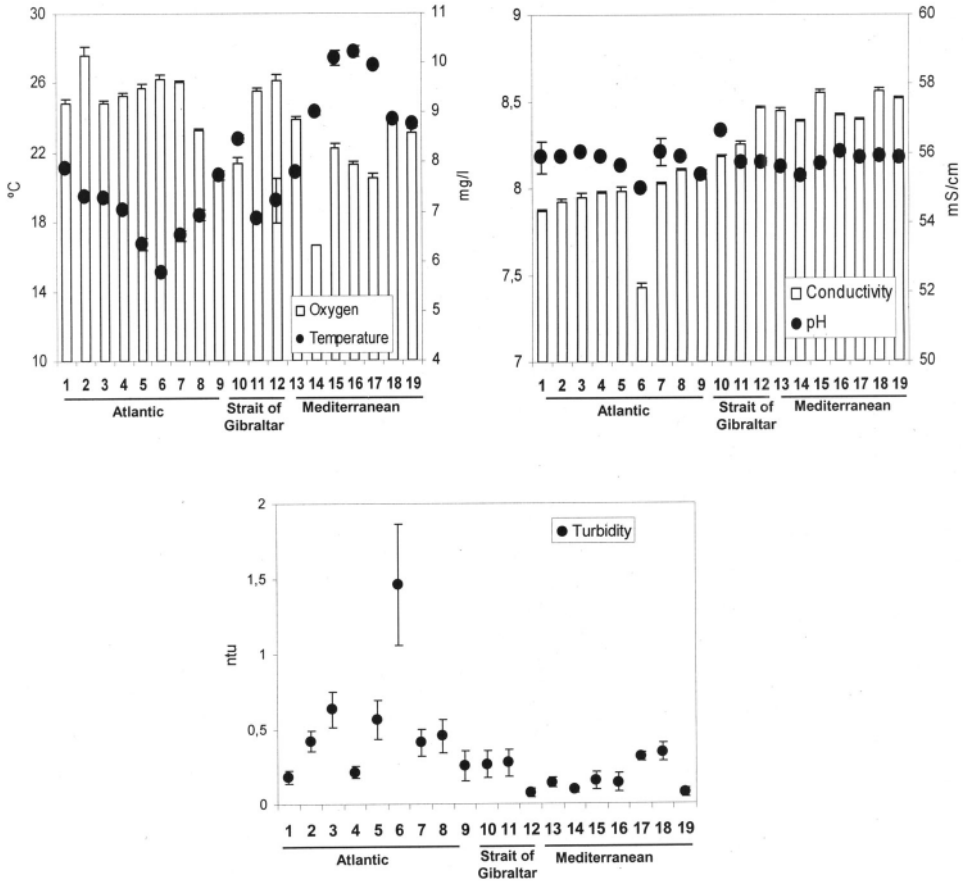 30
26
22
18
14
10
ºC
11
10
9
8
7
6
5
4
mg/l
Oxygen
Temperature
1 2 3 4 5 6 7 8 9 10 11 12 13 14 15 16 17 18 19
Atlantic
Strait of
Gibraltar
Mediterranean
9
8,5
8
7,5
7
60
58
56
54
52
50
mS/cm
Conductivity
pH
1 2 3 4 5 6 7 8 9 10 11 12 13 14 15 16 17 18 19
Atlantic
Strait of
Gibraltar
Mediterranean
2
1,5
1
0,5
0
ntu
Turbidity
1 2 3 4 5 6 7 8 9 10 11 12 13 14 15 16 17 18 19
Atlantic
Strait of
Gibraltar
Mediterranean